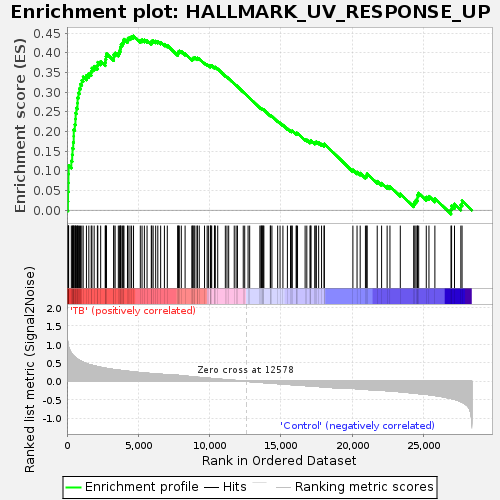 Enrichment plot: HALLMARK_UV_RESPONSE_UP
Enrichment score (ES)
0.45
0.40
0.35
0.30
0.25
0.20
0.15
0.10
0.05
0.00
Ranked list metric (Signal2Noise)
2.0
1.5
1.0
0.5
0.0
-0.5
-1.0
'TB' (positively correlated)
Zero cross at 12578
'Control' (negatively correlated)
0
5,000
10,000
15,000
20,000
25,000
Rank in Ordered Dataset
Enrichment profile
Hits
Ranking metric scores